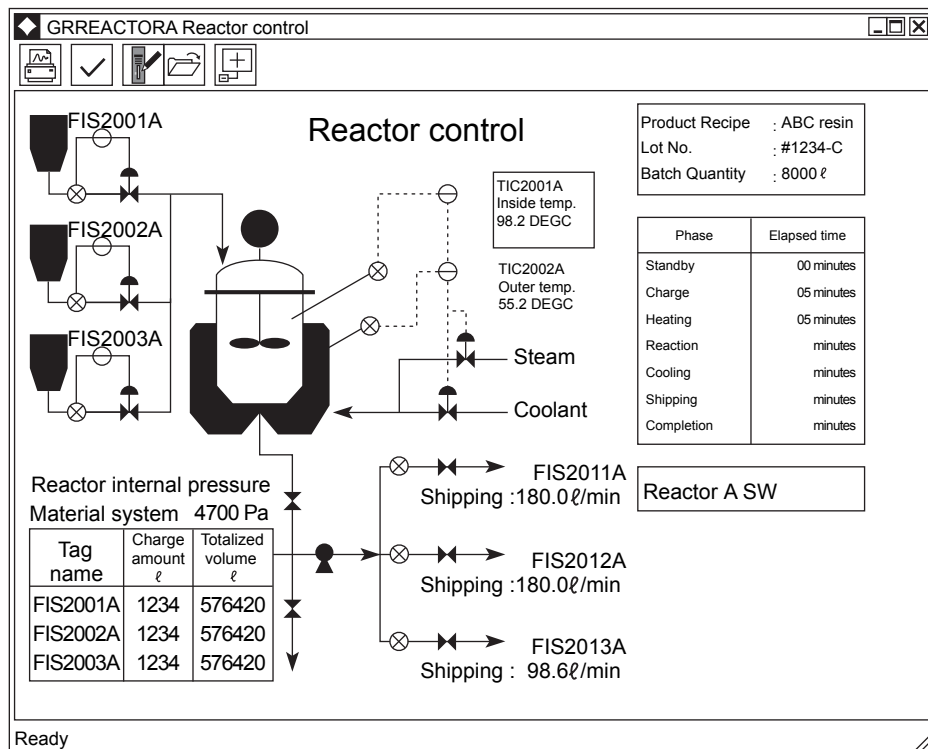 GRREACTORA Reactor control
FIS2001A
Reactor control
Product Recipe : ABC resin
Lot No. : #1234-C
Batch Quantity : 8000 ℓ
TIC2001A
Inside temp.
98.2 DEGC
FIS2002A
TIC2002A
Outer temp.
55.2 DEGC
Phase Elapsed time
Standby 00 minutes
Charge 05 minutes
Heating 05 minutes
Reaction minutes
Cooling minutes
Shipping minutes
Completion minutes
FIS2003A
Steam
Coolant
Reactor internal pressure
Material system 4700 Pa
FIS2011A
Shipping :180.0ℓ/min
Reactor A SW
Tag name Charge amount ℓ Totalized volume ℓ
FIS2001A 1234 576420
FIS2002A 1234 576420
FIS2003A 1234 576420
FIS2012A
Shipping :180.0ℓ/min
FIS2013A
Shipping : 98.6ℓ/min
Ready